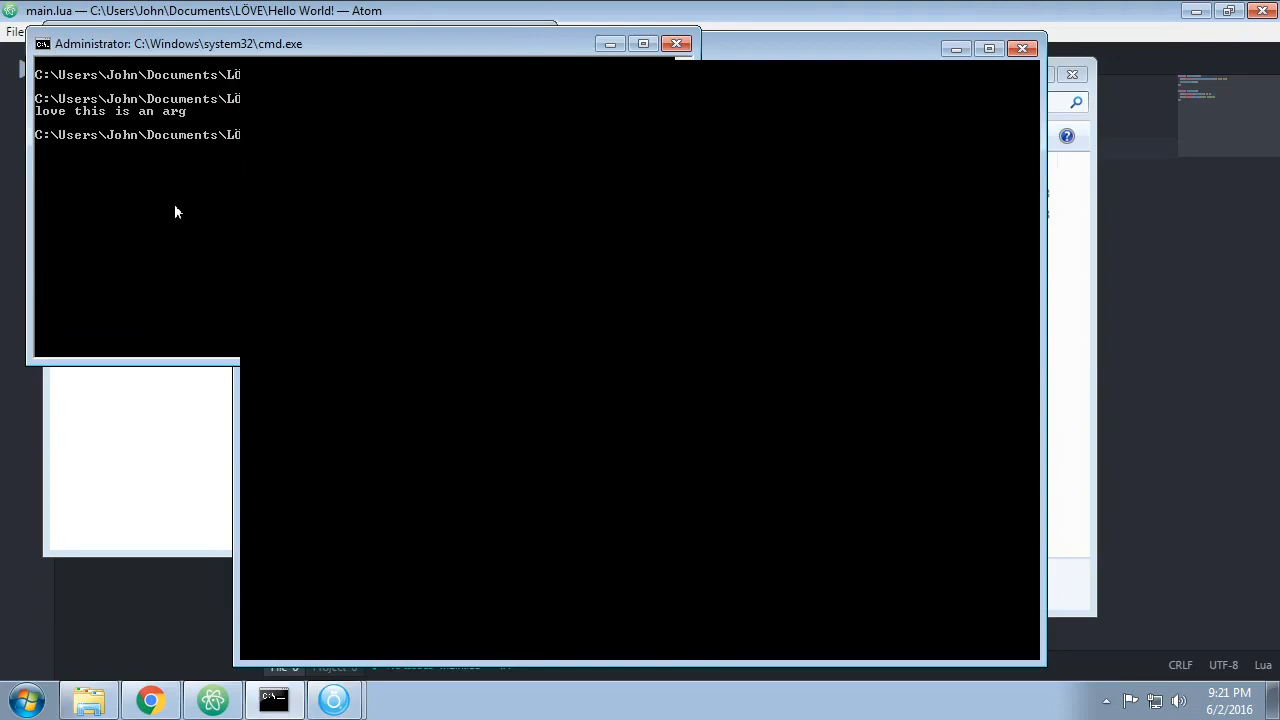 main.lua — C:\Users\John\Documents\LÖVE\Hello World! — Atom
File
Administrator: C:\Windows\system32\cmd.exe
C:\Users\John\Documents\LÖ
C:\Users\John\Documents\LÖ
love this is an arg
C:\Users\John\Documents\LÖ
CRLF UTF-8 Lua
9:21 PM
6/2/2016